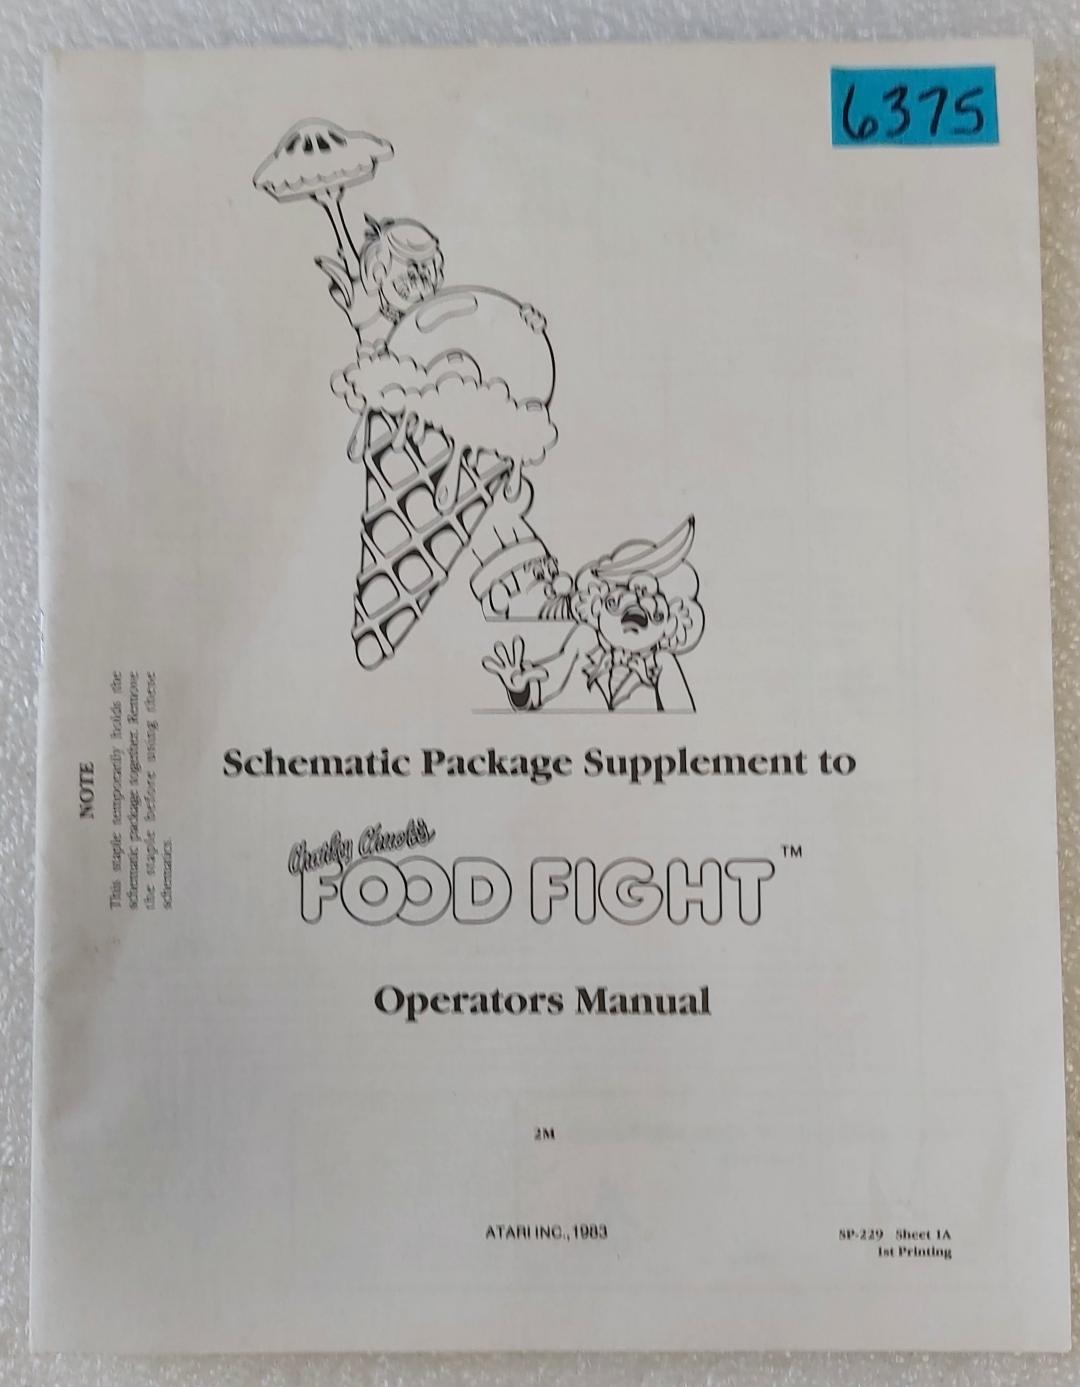 6375
NOTE
This staple temporarily holds the
schematic package together. Remove
the staple before using these
schematics.
Schematic Package Supplement to
Charley Chuck's
FOOD FIGHT™
Operators Manual
2M
ATARI INC., 1983
SP-229 Sheet 1A
1st Printing